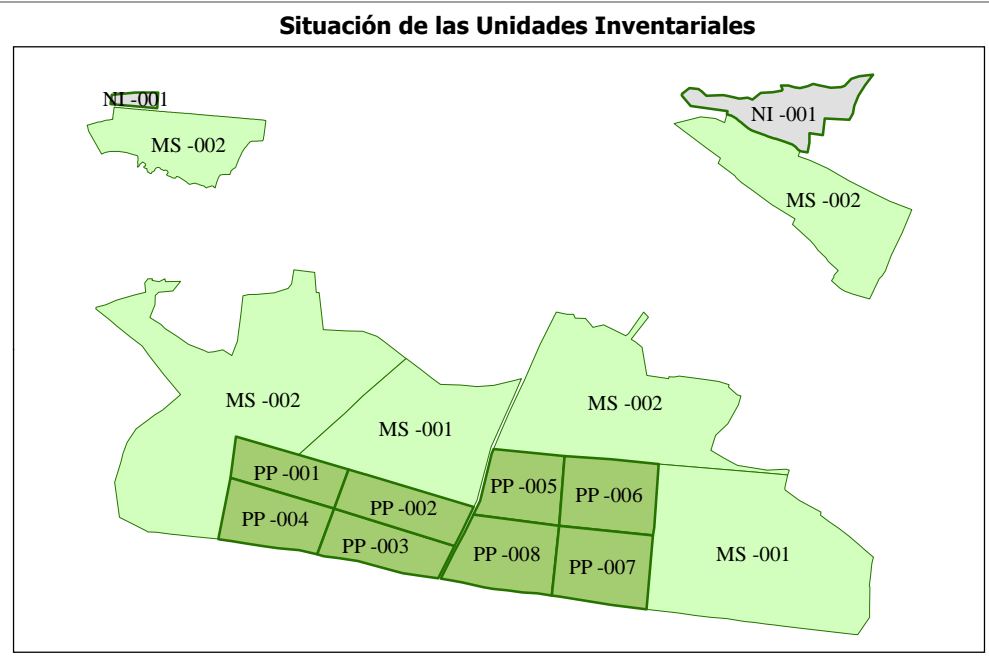 Situación de las Unidades Inventariales
NI -001
NI -001
MS -002
MS -002
MS -002
MS -002
MS -001
PP -001
PP -002
PP -005
PP -006
PP -004
PP -003
PP -008
PP -007
MS -001